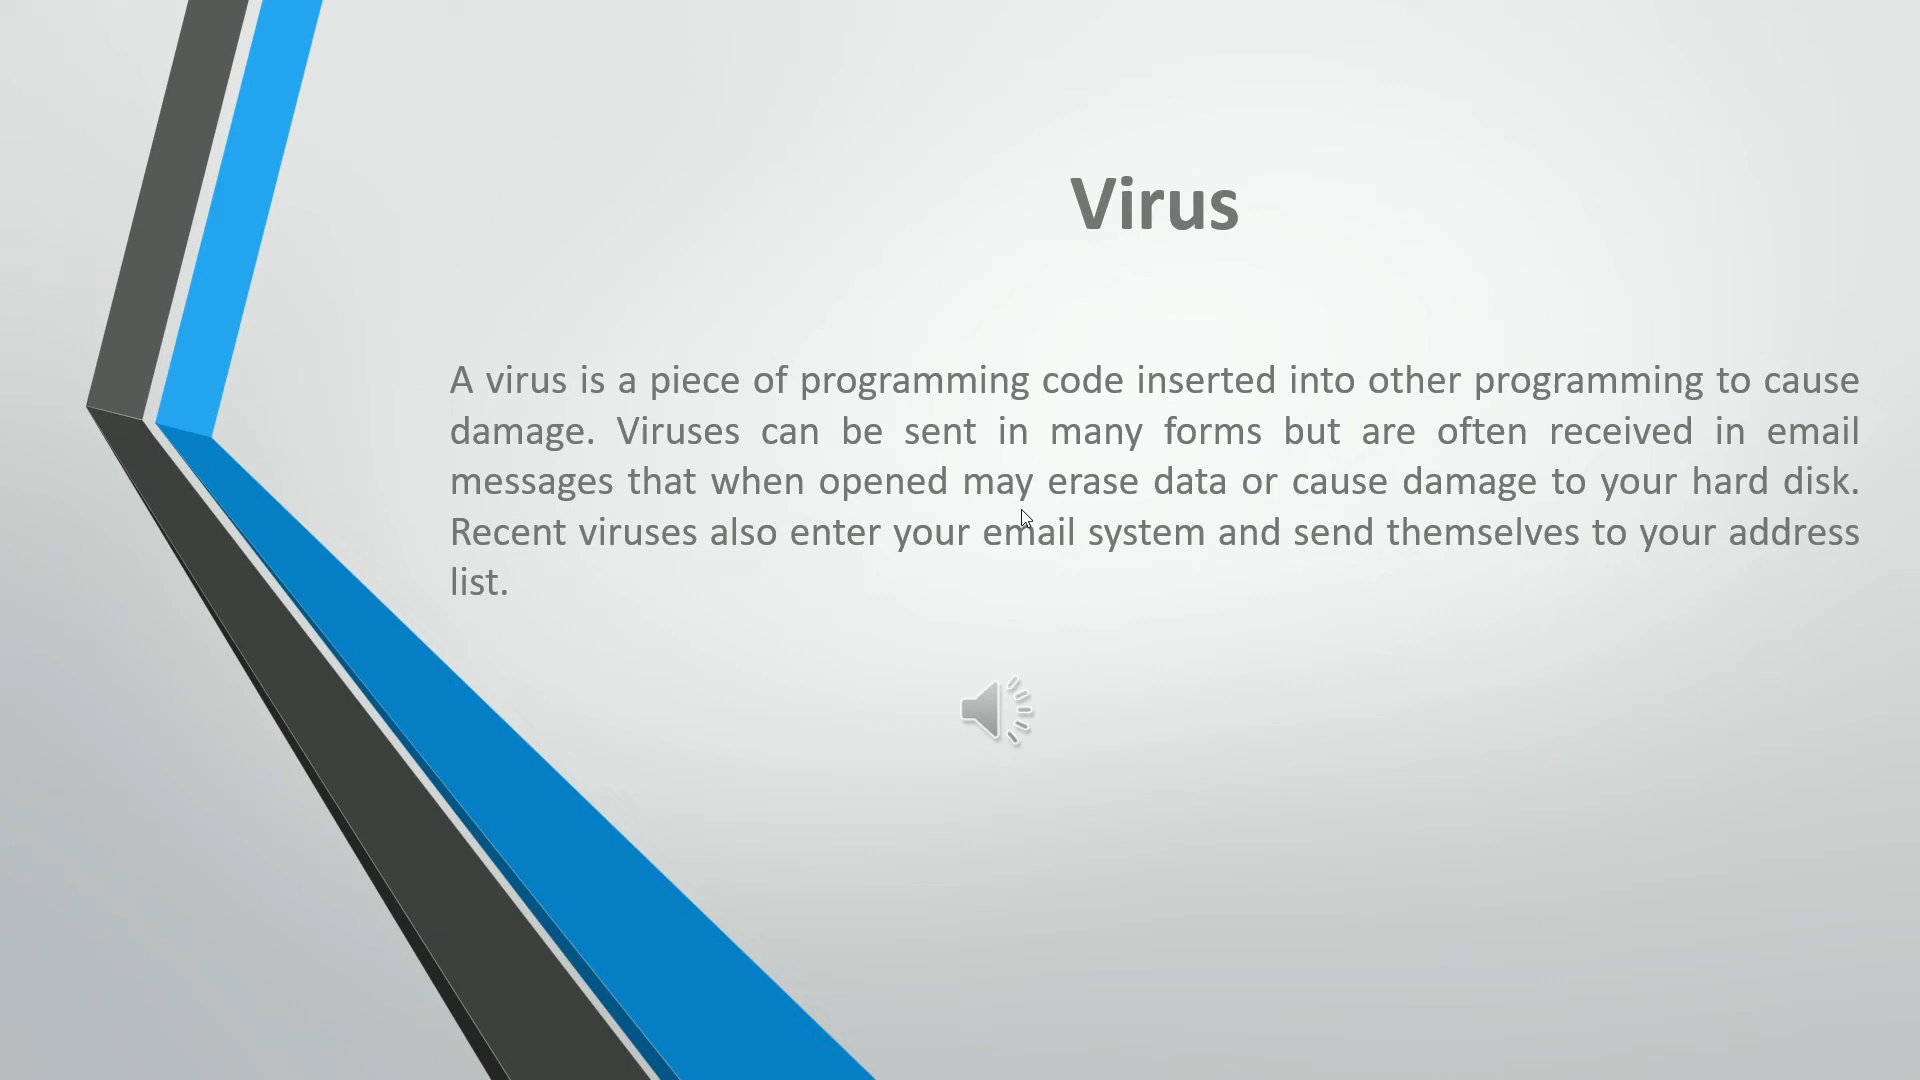 Virus
A virus is a piece of programming code inserted into other programming to cause
damage. Viruses can be sent in many forms but are often received in email
messages that when opened may erase data or cause damage to your hard disk.
Recent viruses also enter your email system and send themselves to your address
list.